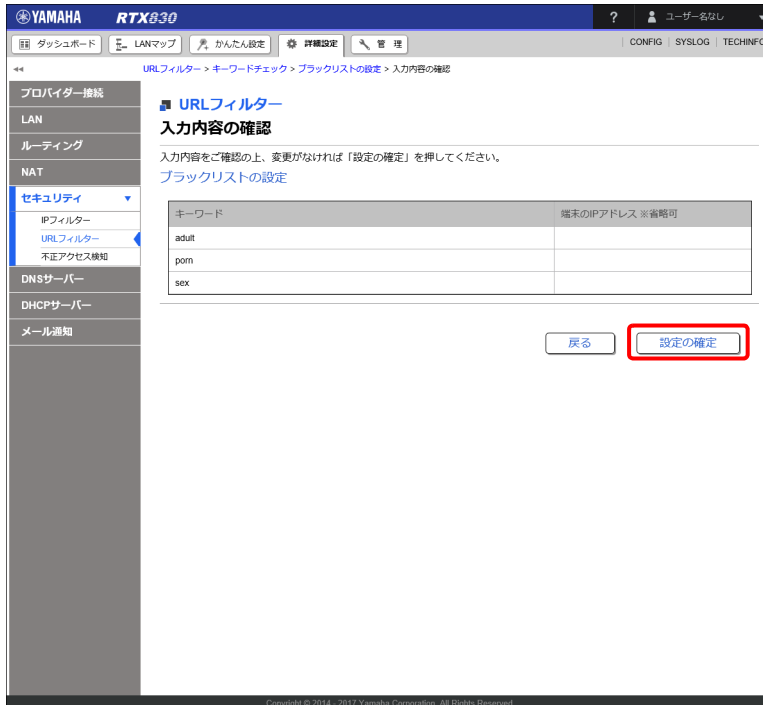 YAMAHA RTX830 ? ユーザー名なし
ダッシュボード LANマップ かんたん設定 詳細設定 管理 CONFIG SYSLOG TECHINFO
URLフィルター > キーワードチェック > ブラックリストの設定 > 入力内容の確認
プロバイダー接続
LAN
ルーティング
NAT
セキュリティ
IPフィルター
URLフィルター
不正アクセス検知
DNSサーバー
DHCPサーバー
メール通知
URLフィルター
入力内容の確認
入力内容をご確認の上、変更がなければ「設定の確定」を押してください。
ブラックリストの設定
キーワード 端末のIPアドレス ※省略可
adult
porn
sex
戻る 設定の確定
Copyright © 2014 - 2017 Yamaha Corporation. All Rights Reserved.